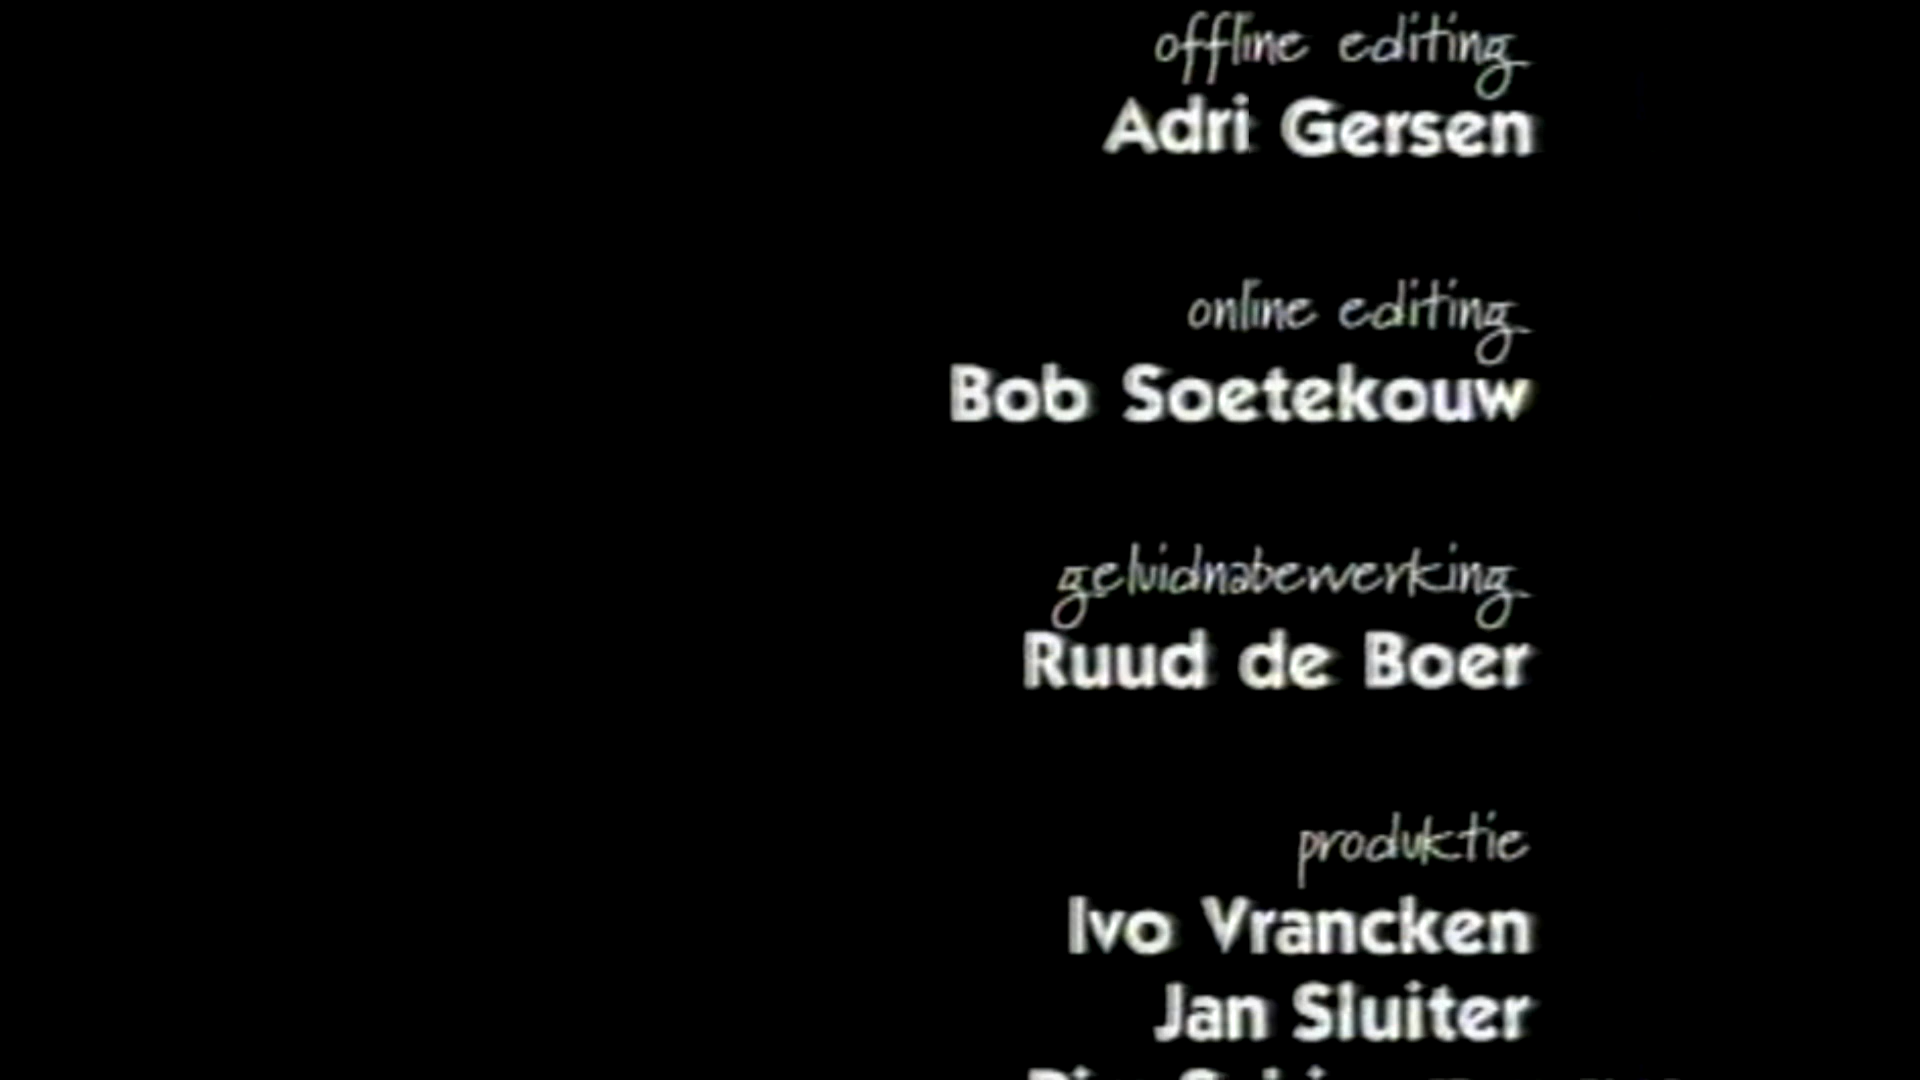 offline editing
Adri Gersen
online editing
Bob Soetekouw
geluidnabewerking
Ruud de Boer
produktie
Ivo Vrancken
Jan Sluiter